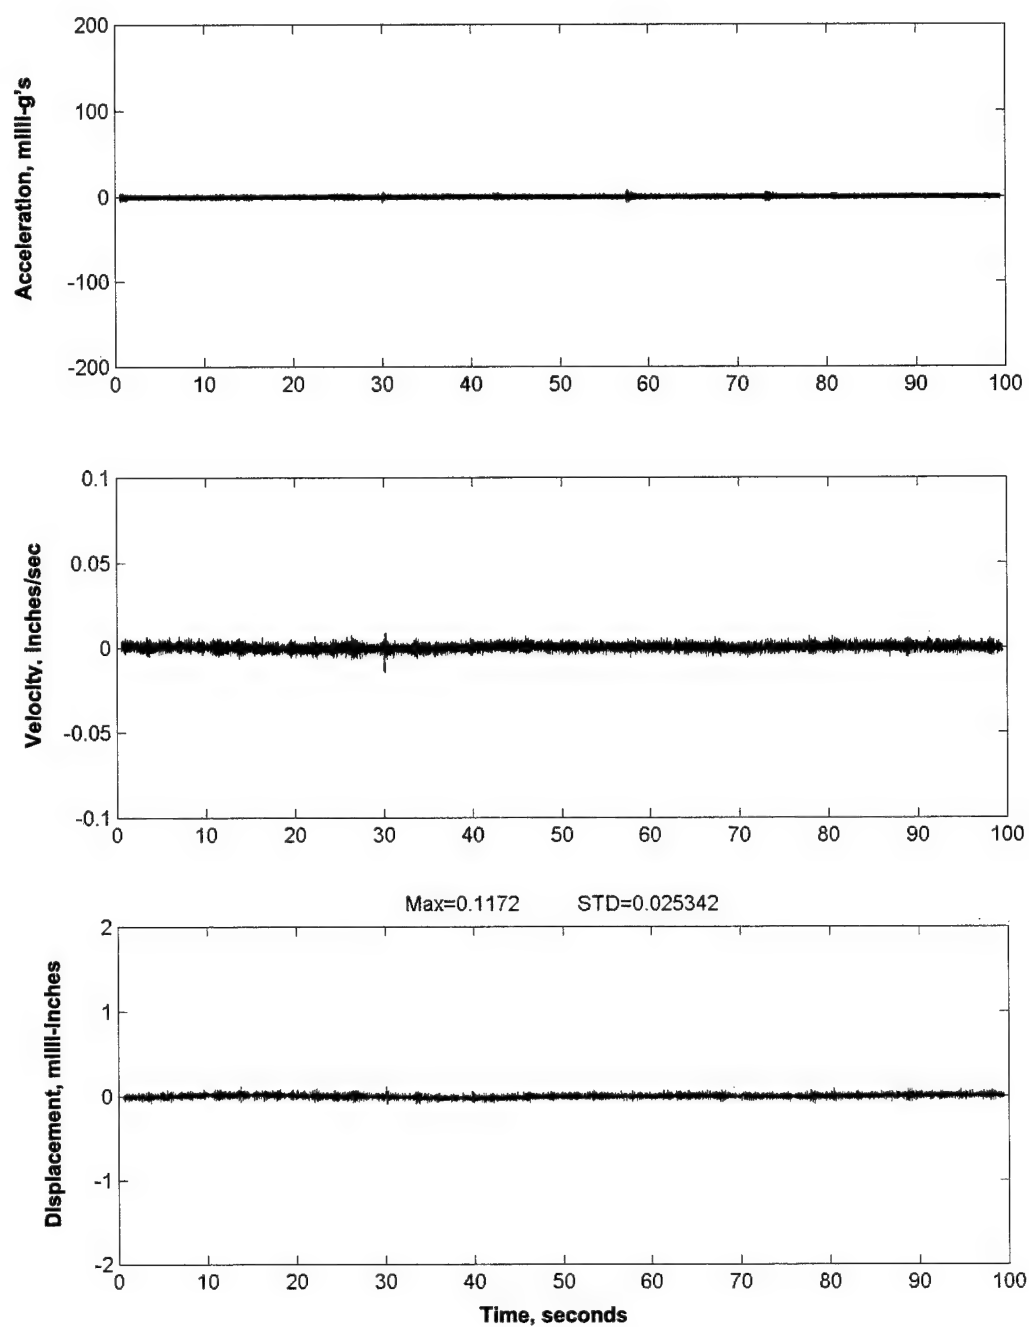 Acceleration, milli-g's
200
100
0
-100
-200
0 10 20 30 40 50 60 70 80 90 100
Velocity, inches/sec
0.1
0.05
0
-0.05
-0.1
0 10 20 30 40 50 60 70 80 90 100
Max=0.1172 STD=0.025342
Displacement, milli-inches
2
1
0
-1
-2
0 10 20 30 40 50 60 70 80 90 100
Time, seconds